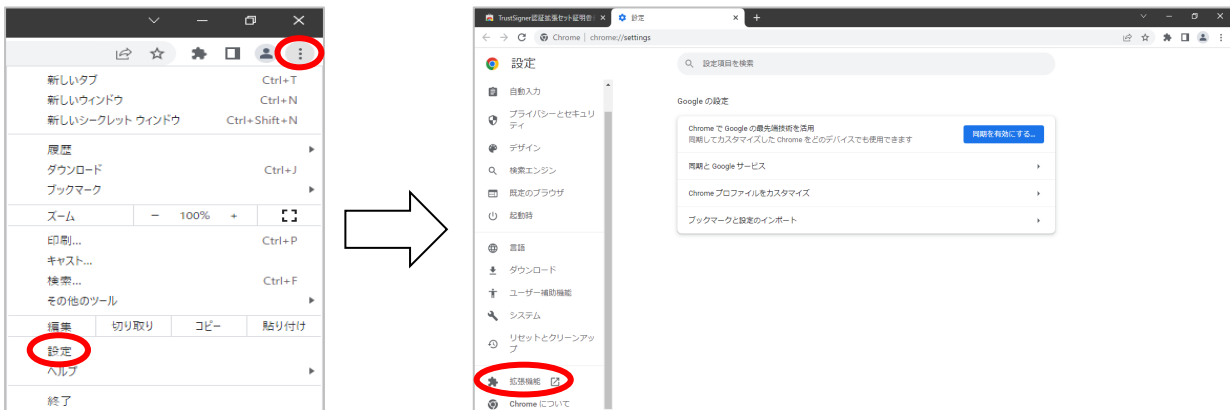 新しいタブ Ctrl+T
新しいウィンドウ Ctrl+N
新しいシークレット ウィンドウ Ctrl+Shift+N
履歴
ダウンロード Ctrl+J
ブックマーク
ズーム − 100% +
印刷... Ctrl+P
キャスト...
検索... Ctrl+F
その他のツール
編集 切り取り コピー 貼り付け
設定
ヘルプ
終了
TrustSigner認証拡張セット証明書 設定
Chrome | chrome://settings
設定
設定項目を検索
自動入力
プライバシーとセキュリ
ティ
デザイン
検索エンジン
既定のブラウザ
起動時
言語
ダウンロード
ユーザー補助機能
システム
リセットとクリーンアッ
プ
拡張機能
Chrome について
Google の設定
Chrome で Google の最先端技術を活用
同期してカスタマイズした Chrome をどのデバイスでも使用できます
同期を有効にする...
同期と Google サービス
Chrome プロファイルをカスタマイズ
ブックマークと設定のインポート